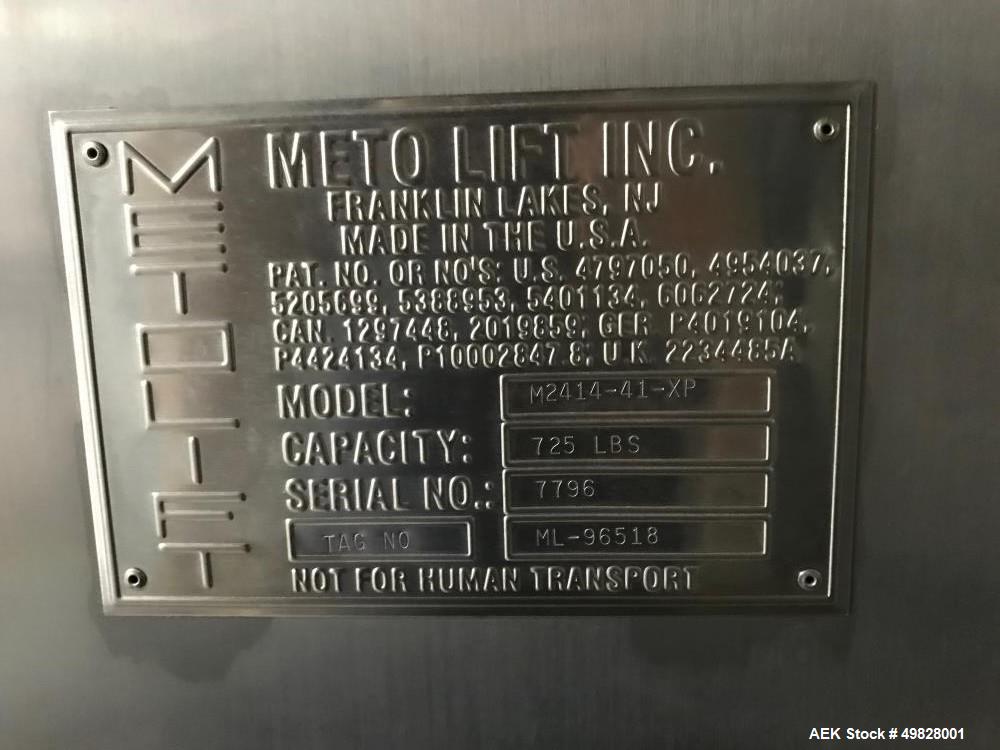 METO LIFT
METO LIFT INC.
FRANKLIN LAKES, NJ
MADE IN THE U.S.A.
PAT. NO. OR NO'S: U.S. 4797050, 4954037,
5205699, 5388953, 5401134, 6062724;
CAN. 1297448, 2019859; GER P4019104,
P4424134, P10002847.8; U.K. 2234485A
MODEL: M2414-41-XP
CAPACITY: 725 LBS
SERIAL NO.: 7796
TAG NO ML-96518
NOT FOR HUMAN TRANSPORT
AEK Stock # 49828001